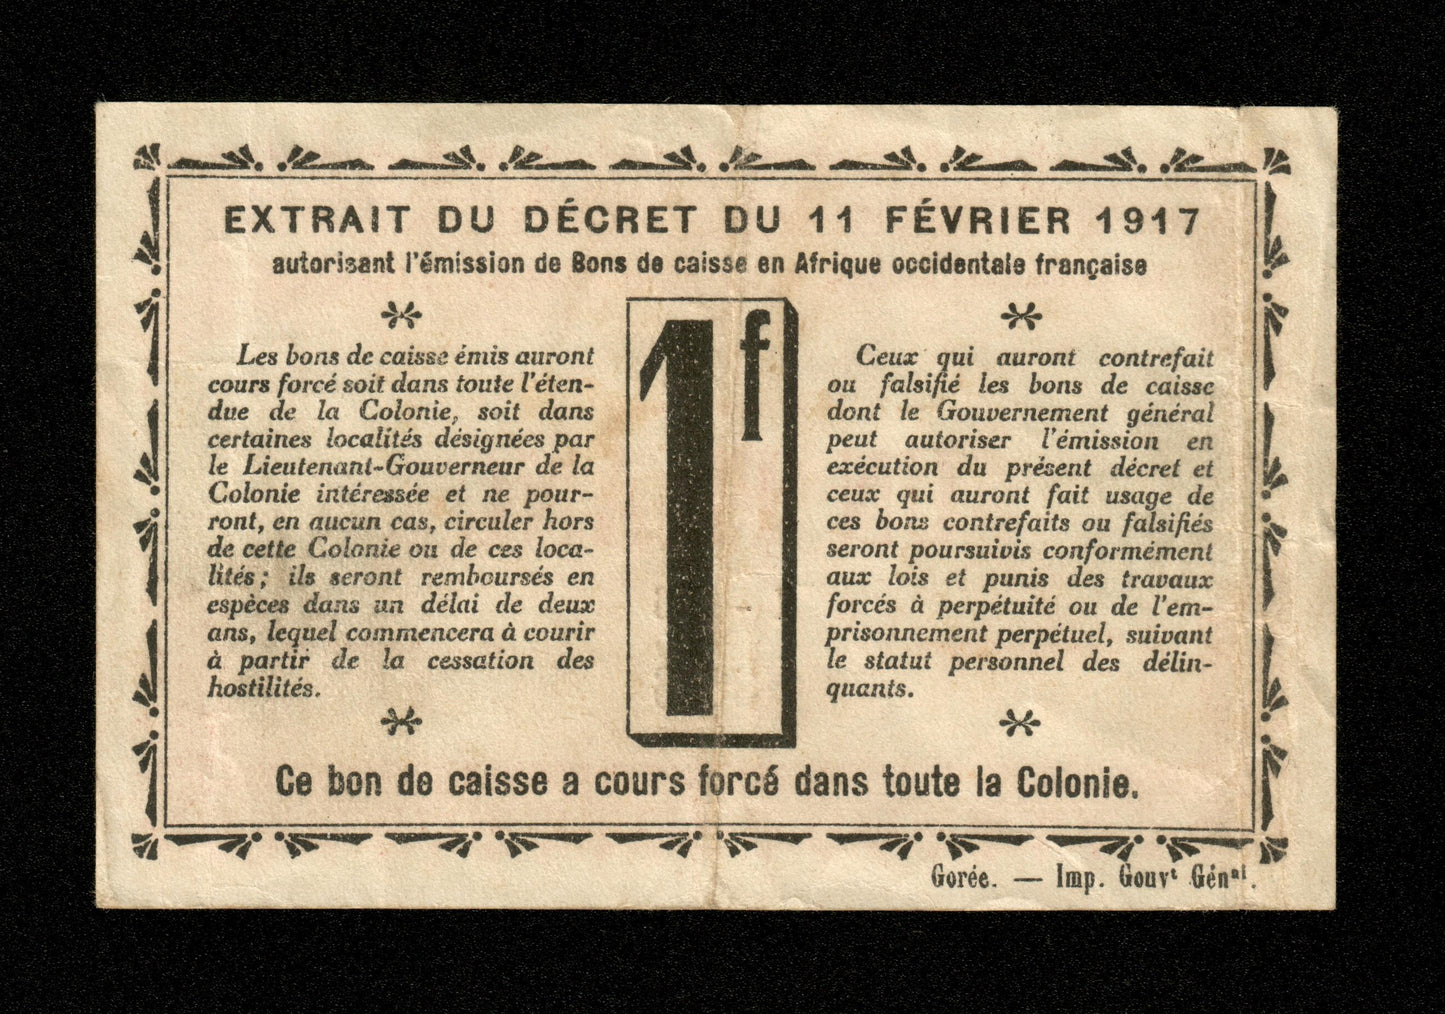 EXTRAIT DU DÉCRET DU 11 FÉVRIER 1917
autorisant l'émission de Bons de caisse en Afrique occidentale française
Les bons de caisse émis auront
cours forcé soit dans toute l'éten-
due de la Colonie, soit dans
certaines localités désignées par
le Lieutenant-Gouverneur de la
Colonie intéressée et ne pour-
ront, en aucun cas, circuler hors
de cette Colonie ou de ces loca-
lités; ils seront remboursés en
espèces dans un délai de deux
ans, lequel commencera à courir
à partir de la cessation des
hostilités.
1f
Ceux qui auront contrefait
ou falsifié les bons de caisse
dont le Gouvernement général
peut autoriser l'émission en
exécution du présent décret et
ceux qui auront fait usage de
ces bons contrefaits ou falsifiés
seront poursuivis conformément
aux lois et punis des travaux
forcés à perpétuité ou de l'em-
prisonnement perpétuel, suivant
le statut personnel des délin-
quants.
Ce bon de caisse a cours forcé dans toute la Colonie.
Gorée. — Imp. Gouvt Génal.